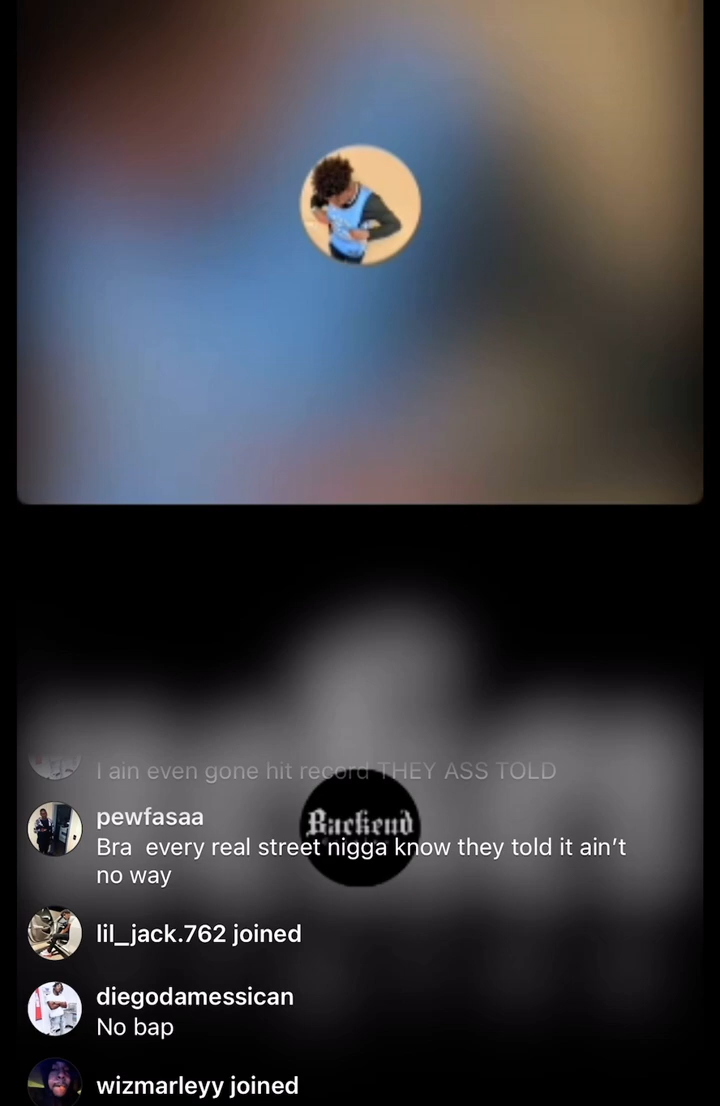 I ain even gone hit record THEY ASS TOLD
Backend
pewfasaa
Bra  every real street nigga know they told it ain’t
no way
lil_jack.762 joined
diegodamessican
No bap
wizmarleyy joined